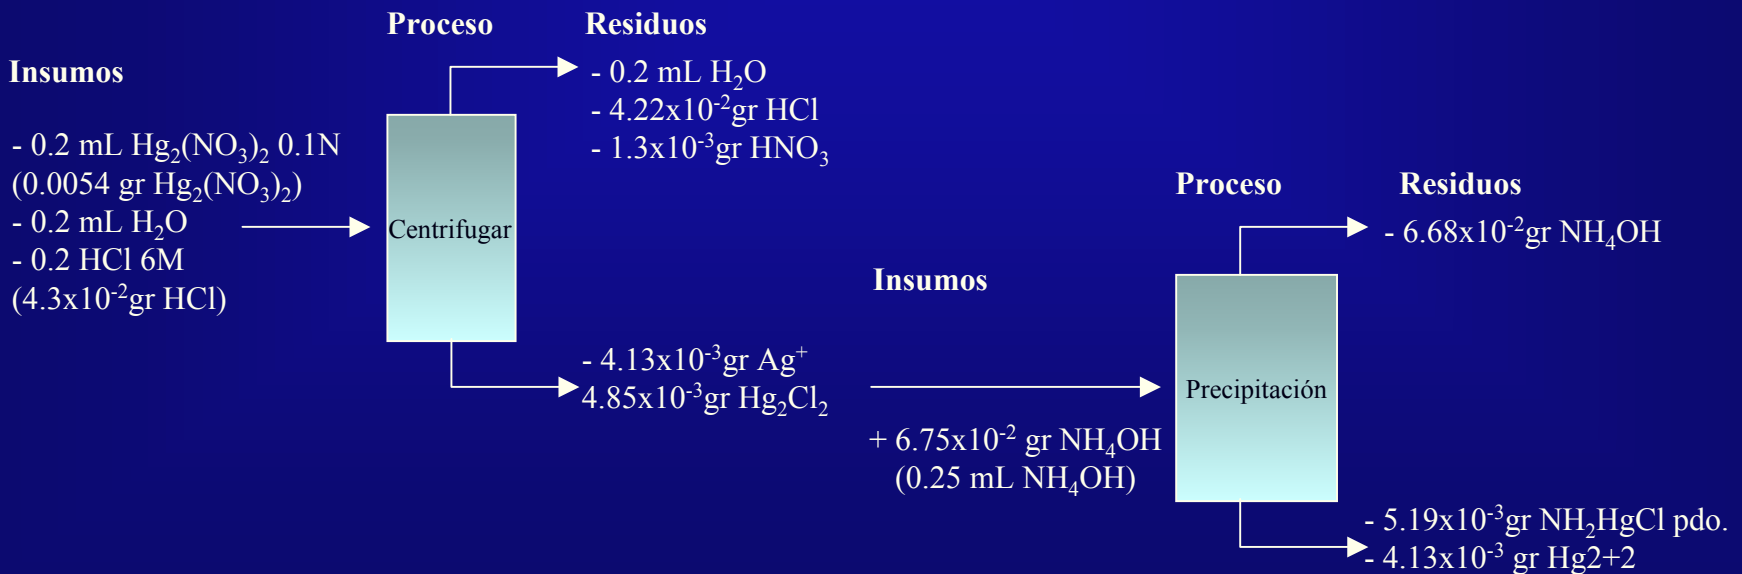 Insumos
- 0.2 mL Hg₂(NO₃)₂ 0.1N
(0.0054 gr Hg₂(NO₃)₂)
- 0.2 mL H₂O
- 0.2 HCl 6M
(4.3x10⁻²gr HCl)
Proceso
Centrifugar
Residuos
- 0.2 mL H₂O
- 4.22x10⁻²gr HCl
- 1.3x10⁻³gr HNO₃
- 4.13x10⁻³gr Ag⁺
4.85x10⁻³gr Hg₂Cl₂
Insumos
+ 6.75x10⁻² gr NH₄OH
(0.25 mL NH₄OH)
Proceso
Precipitación
Residuos
- 6.68x10⁻²gr NH₄OH
- 5.19x10⁻³gr NH₂HgCl pdo.
- 4.13x10⁻³ gr Hg2+2